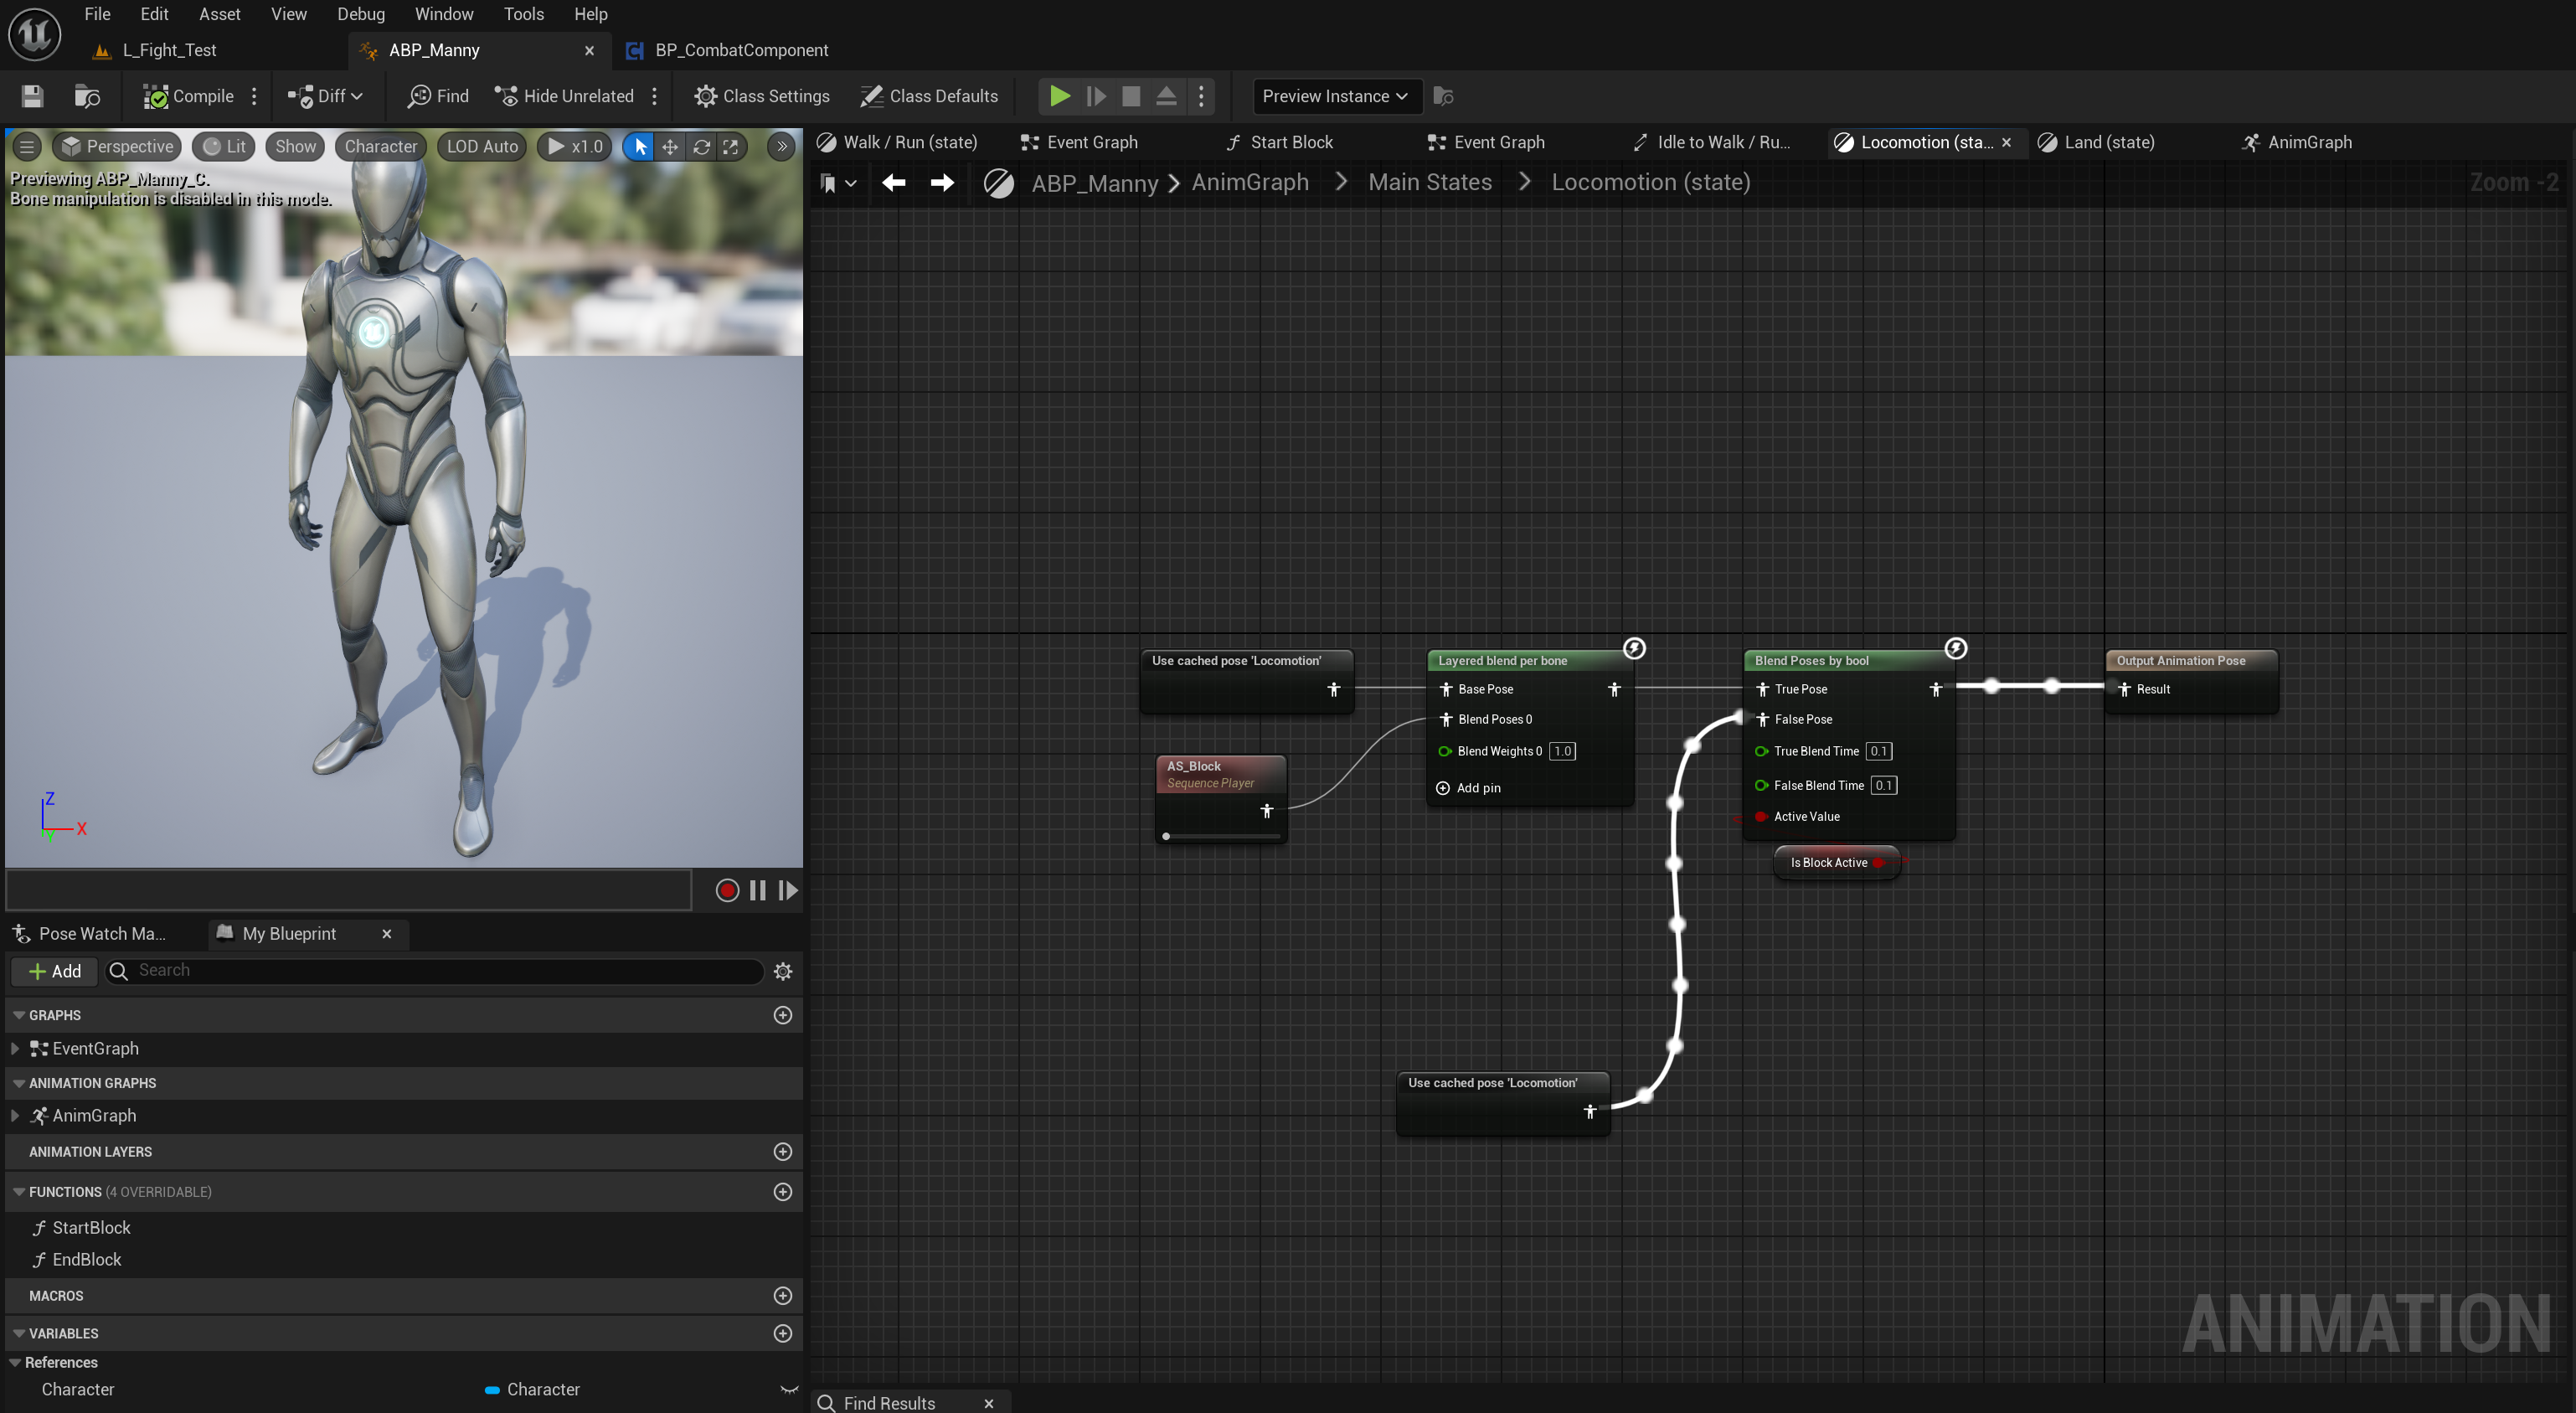 File Edit Asset View Debug Window Tools Help
L_Fight_Test ABP_Manny BP_CombatComponent
Compile Diff Find Hide Unrelated Class Settings Class Defaults Preview Instance
Perspective Lit Show Character LOD Auto x1.0
Previewing ABP_Manny_C.
Bone manipulation is disabled in this mode.
Z
X
Y
Walk / Run (state) Event Graph Start Block Event Graph Idle to Walk / Ru... Locomotion (sta... Land (state) AnimGraph
ABP_Manny > AnimGraph > Main States > Locomotion (state) Zoom -2
Use cached pose 'Locomotion'
AS_Block
Sequence Player
Layered blend per bone
Base Pose
Blend Poses 0
Blend Weights 0 1.0
Add pin
Blend Poses by bool
True Pose
False Pose
True Blend Time 0.1
False Blend Time 0.1
Active Value
Is Block Active
Output Animation Pose
Result
Use cached pose 'Locomotion'
ANIMATION
Pose Watch Ma... My Blueprint
Add Search
GRAPHS
EventGraph
ANIMATION GRAPHS
AnimGraph
ANIMATION LAYERS
FUNCTIONS (4 OVERRIDABLE)
StartBlock
EndBlock
MACROS
VARIABLES
References
Character Character
Find Results